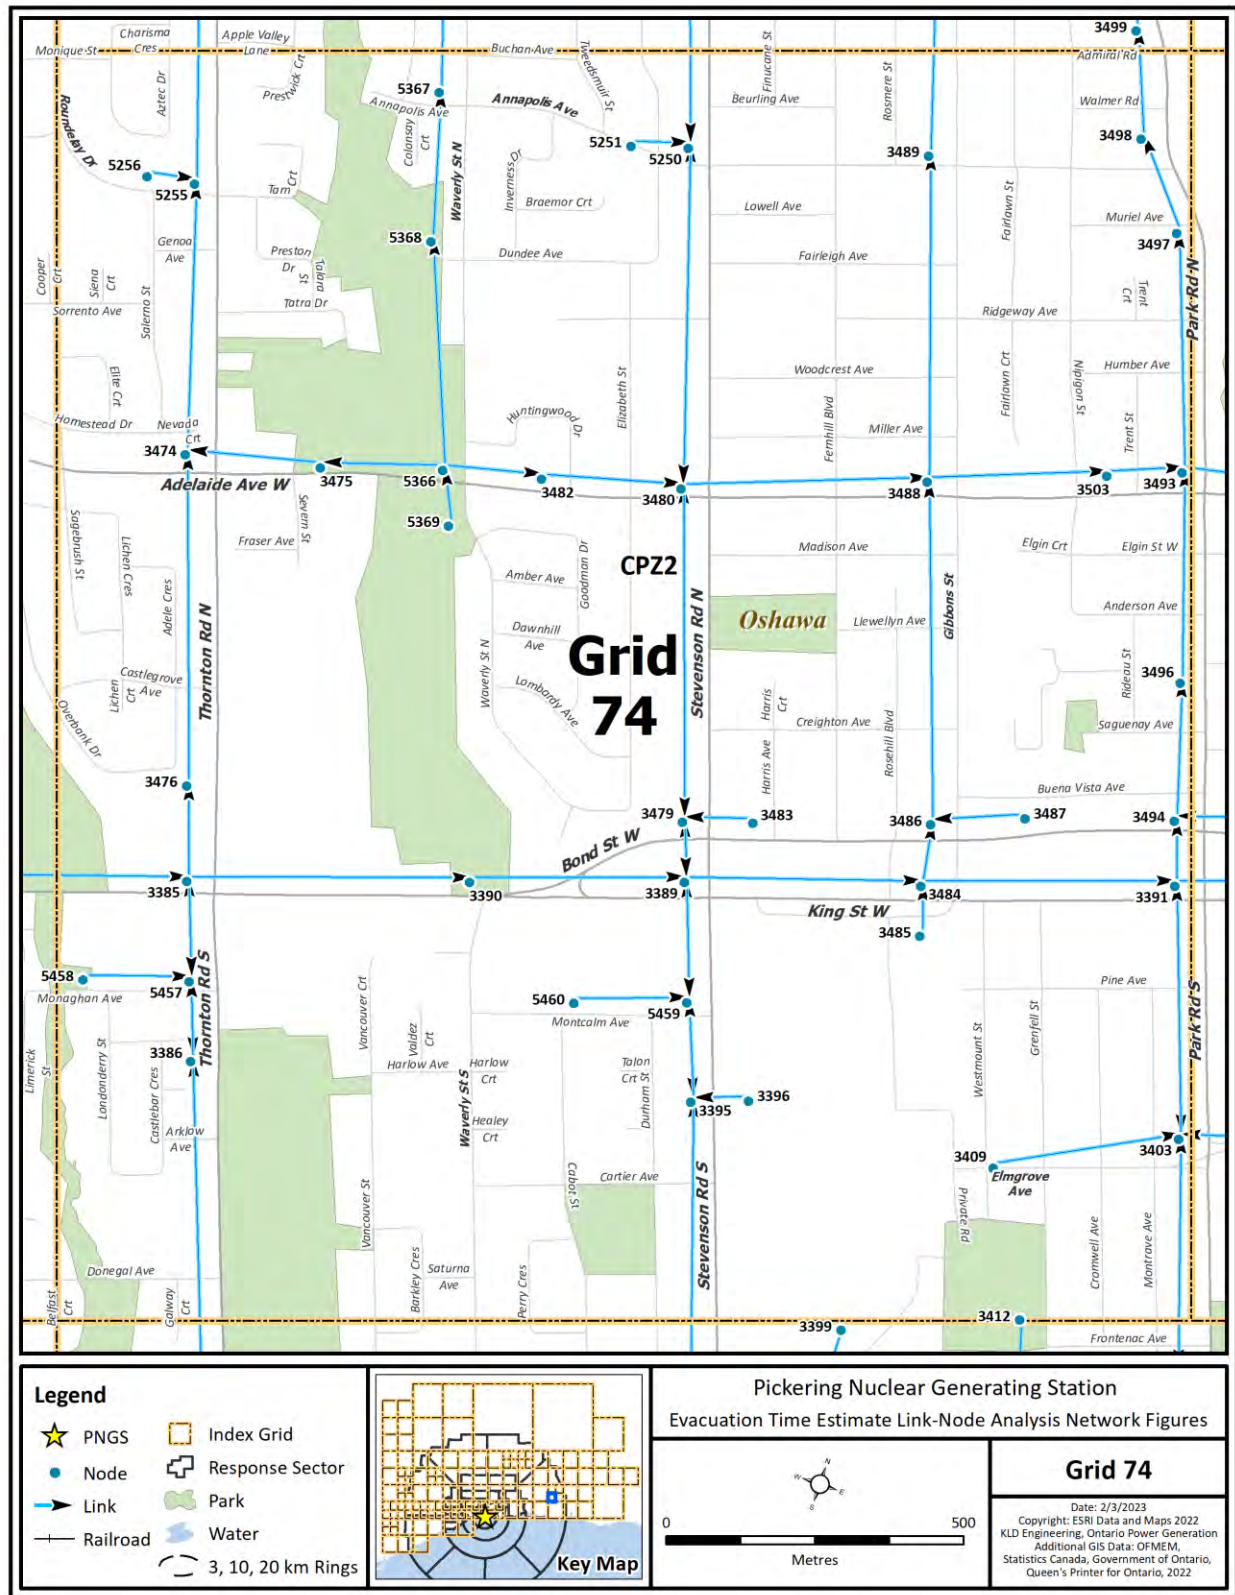 Charisma
Cres
Apple Valley
Lane
Monique St
Buchan Ave
Tweedsmuir St
Finucane St
3499
Admiral Rd
Aztec Dr
Prestwick Crt
5367
Annapolis Ave
Annapolis Ave
Rosmere St
Beurling Ave
Walmer Rd
Roundelay Dr
Colonsay
Crt
5251
5250
3498
3489
5256
5255
Tam
Crt
Waverly St N
Inverness Dr
Braemor Crt
Lowell Ave
Fairlawn St
Muriel Ave
3497
Genoa
Ave
5368
Preston
Dr
Talara
St
Dundee Ave
Fairleigh Ave
Park Rd N
Cooper
Crt
Siena
Crt
Salerno St
Sorrento Ave
Tatra Dr
Trent
Crt
Ridgeway Ave
Elite Crt
Elizabeth St
Woodcrest Ave
Fairlawn Crt
Nipigon St
Humber Ave
Homestead Dr
Nevada
Crt
Huntingwood Dr
Fernhill Blvd
Miller Ave
Trent St
3474
3475
5366
3482
3480
3488
3503
3493
Adelaide Ave W
5369
Severn St
Sagebrush St
Lichen Cres
Fraser Ave
Madison Ave
Elgin Crt
Elgin St W
CPZ2
Amber Ave
Goodman Dr
Adele Cres
Thornton Rd N
Stevenson Rd N
Gibbons St
Anderson Ave
Oshawa
Llewellyn Ave
Dawnhill
Ave
Grid
74
Waverly St N
Lombardy Ave
Castlegrove
Ave
Lichen
Crt
Overbank Dr
Rideau St
3496
Harris
Crt
Creighton Ave
Saguenay Ave
Harris Ave
Rosehill Blvd
3476
Buena Vista Ave
3479
3483
3486
3487
3494
Bond St W
3385
3390
3389
3484
3391
King St W
3485
5458
5457
Monaghan Ave
Thornton Rd S
Vancouver Crt
5460
5459
Montcalm Ave
Pine Ave
Grenfell St
Westmount St
Park Rd S
Valdez
Crt
3386
Limerick
St
Londonderry St
Castlebar Cres
Harlow Ave
Harlow
Crt
Talon
Crt
Durham St
3395
3396
Waverly St S
Healey
Crt
Arklow
Ave
3403
3409
Elmgrove
Ave
Cabot St
Cartier Ave
Stevenson Rd S
Vancouver St
Private Rd
Cromwell Ave
Montrave Ave
Donegal Ave
Barkley Cres
Saturna
Ave
Perry Cres
Belfast
Crt
Galway
Crt
3399
3412
Frontenac Ave
Legend
PNGS
Node
Link
Railroad
Index Grid
Response Sector
Park
Water
3, 10, 20 km Rings
Key Map
Pickering Nuclear Generating Station
Evacuation Time Estimate Link-Node Analysis Network Figures
N
W
E
S
0
500
Metres
Grid 74
Date: 2/3/2023
Copyright: ESRI Data and Maps 2022
KLD Engineering, Ontario Power Generation
Additional GIS Data: OFMEM,
Statistics Canada, Government of Ontario,
Queen's Printer for Ontario, 2022